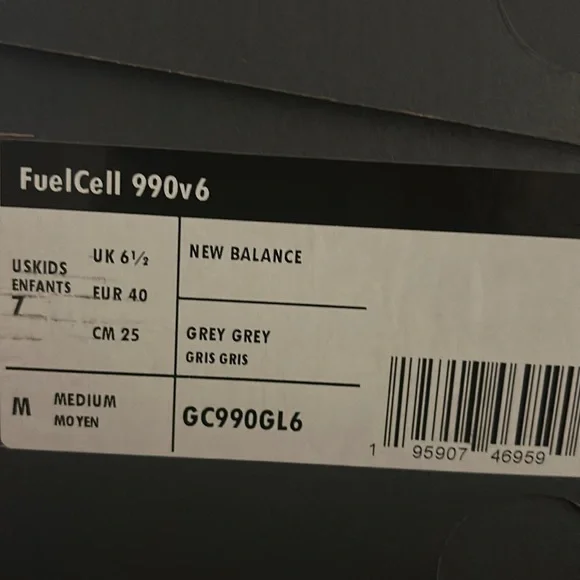 FuelCell 990v6
USKIDS
ENFANTS
7
UK 6½
EUR 40
CM 25
NEW BALANCE
GREY GREY
GRIS GRIS
M
MEDIUM
MOYEN
GC990GL6
1 95907 46959